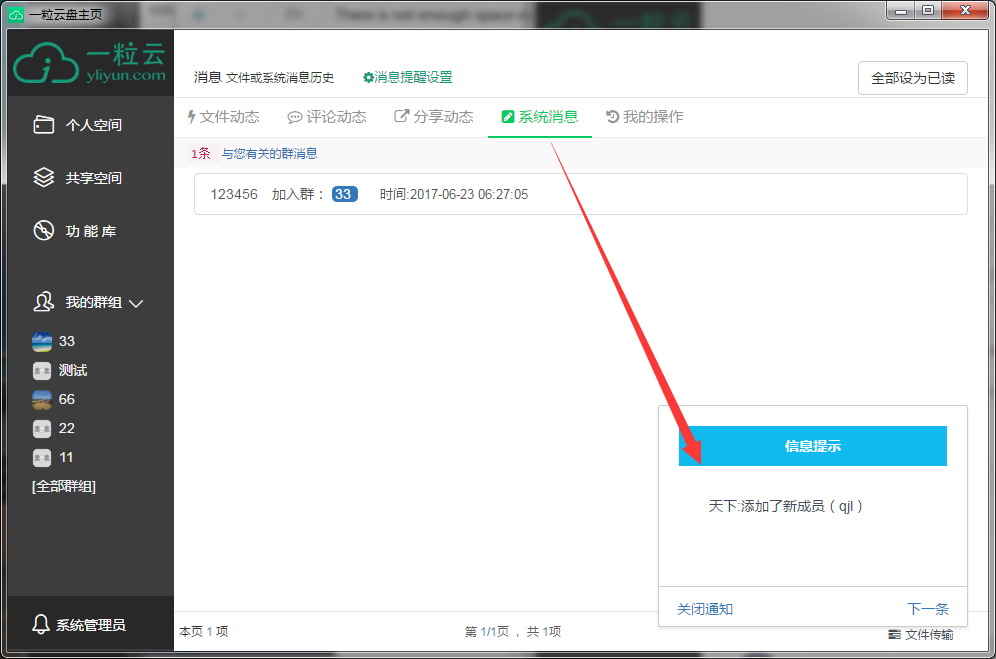 一粒云盘主页
There is not enough space
一粒云
yliyun.com
个人空间
共享空间
功 能 库
我的群组
33
测试
66
22
11
[全部群组]
系统管理员
消息 文件或系统消息历史 消息提醒设置
全部设为已读
文件动态 评论动态 分享动态 系统消息 我的操作
1条 与您有关的群消息
123456 加入群： 33 时间:2017-06-23 06:27:05
信息提示
天下:添加了新成员（qjl）
关闭通知 下一条
本页 1 项 第 1/1页 ，共 1项 文件传输